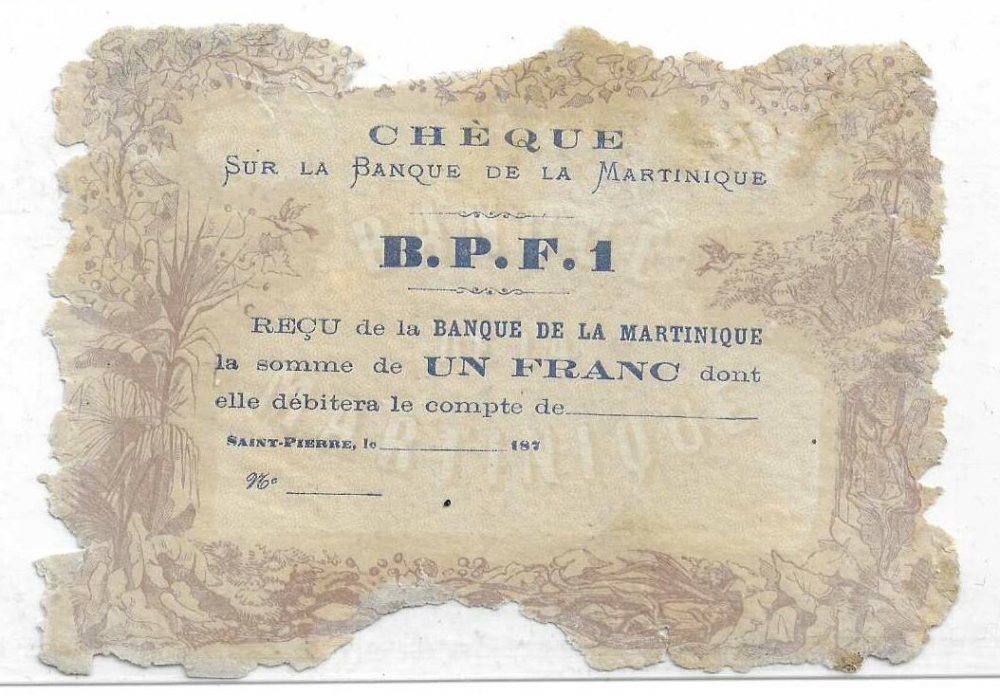 CHÈQUE
SUR LA BANQUE DE LA MARTINIQUE
B.P.F.1
REÇU de la BANQUE DE LA MARTINIQUE
la somme de UN FRANC dont
elle débitera le compte de
SAINT-PIERRE, le 187
No